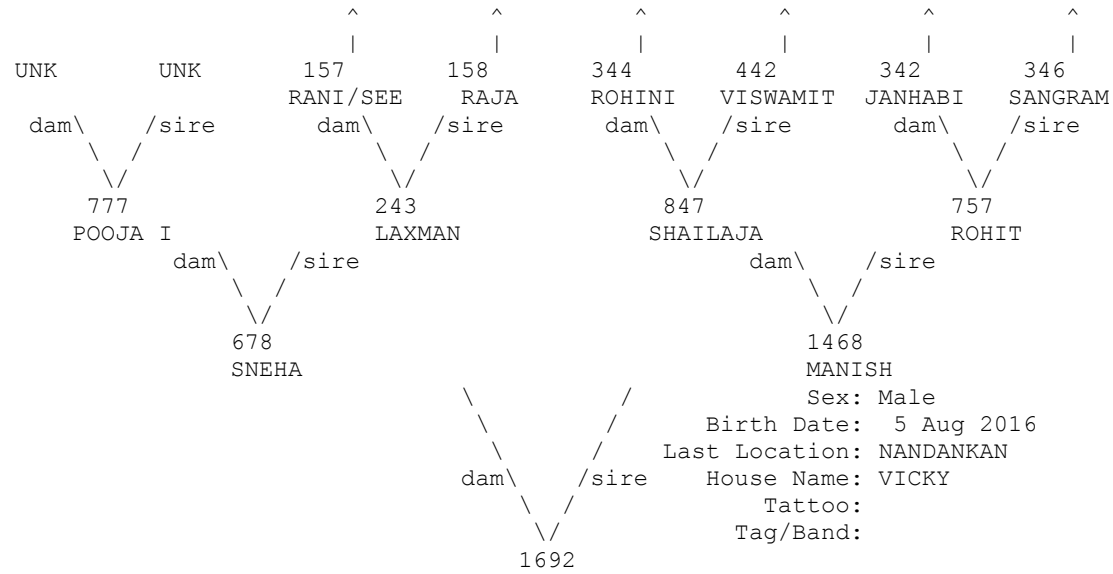 ^ ^ ^ ^ ^ ^
| | | | | |
UNK UNK 157 158 344 442 342 346
RANI/SEE RAJA ROHINI VISWAMIT JANHABI SANGRAM
dam\ /sire dam\ /sire dam\ /sire dam\ /sire
\ / \ / \ / \ /
\/ \/ \/ \/
777 243 847 757
POOJA I LAXMAN SHAILAJA ROHIT
dam\ /sire dam\ /sire
\ / \ /
\/ \/
678 1468
SNEHA MANISH
\ / Sex: Male
\ / Birth Date: 5 Aug 2016
\ / Last Location: NANDANKAN
dam\ /sire House Name: VICKY
\ / Tattoo:
\/ Tag/Band:
1692